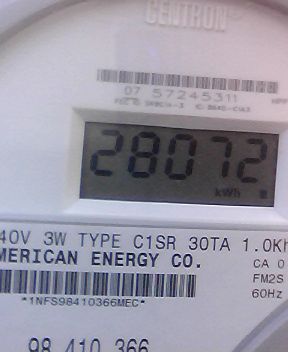 CENTRON
07 57245311
28072
kWh
40V 3W TYPE C1SR 30TA 1.0Kh
MERICAN ENERGY CO.
CA 0
FM2S
60Hz
*1NFS98410366MEC*
98 410 366